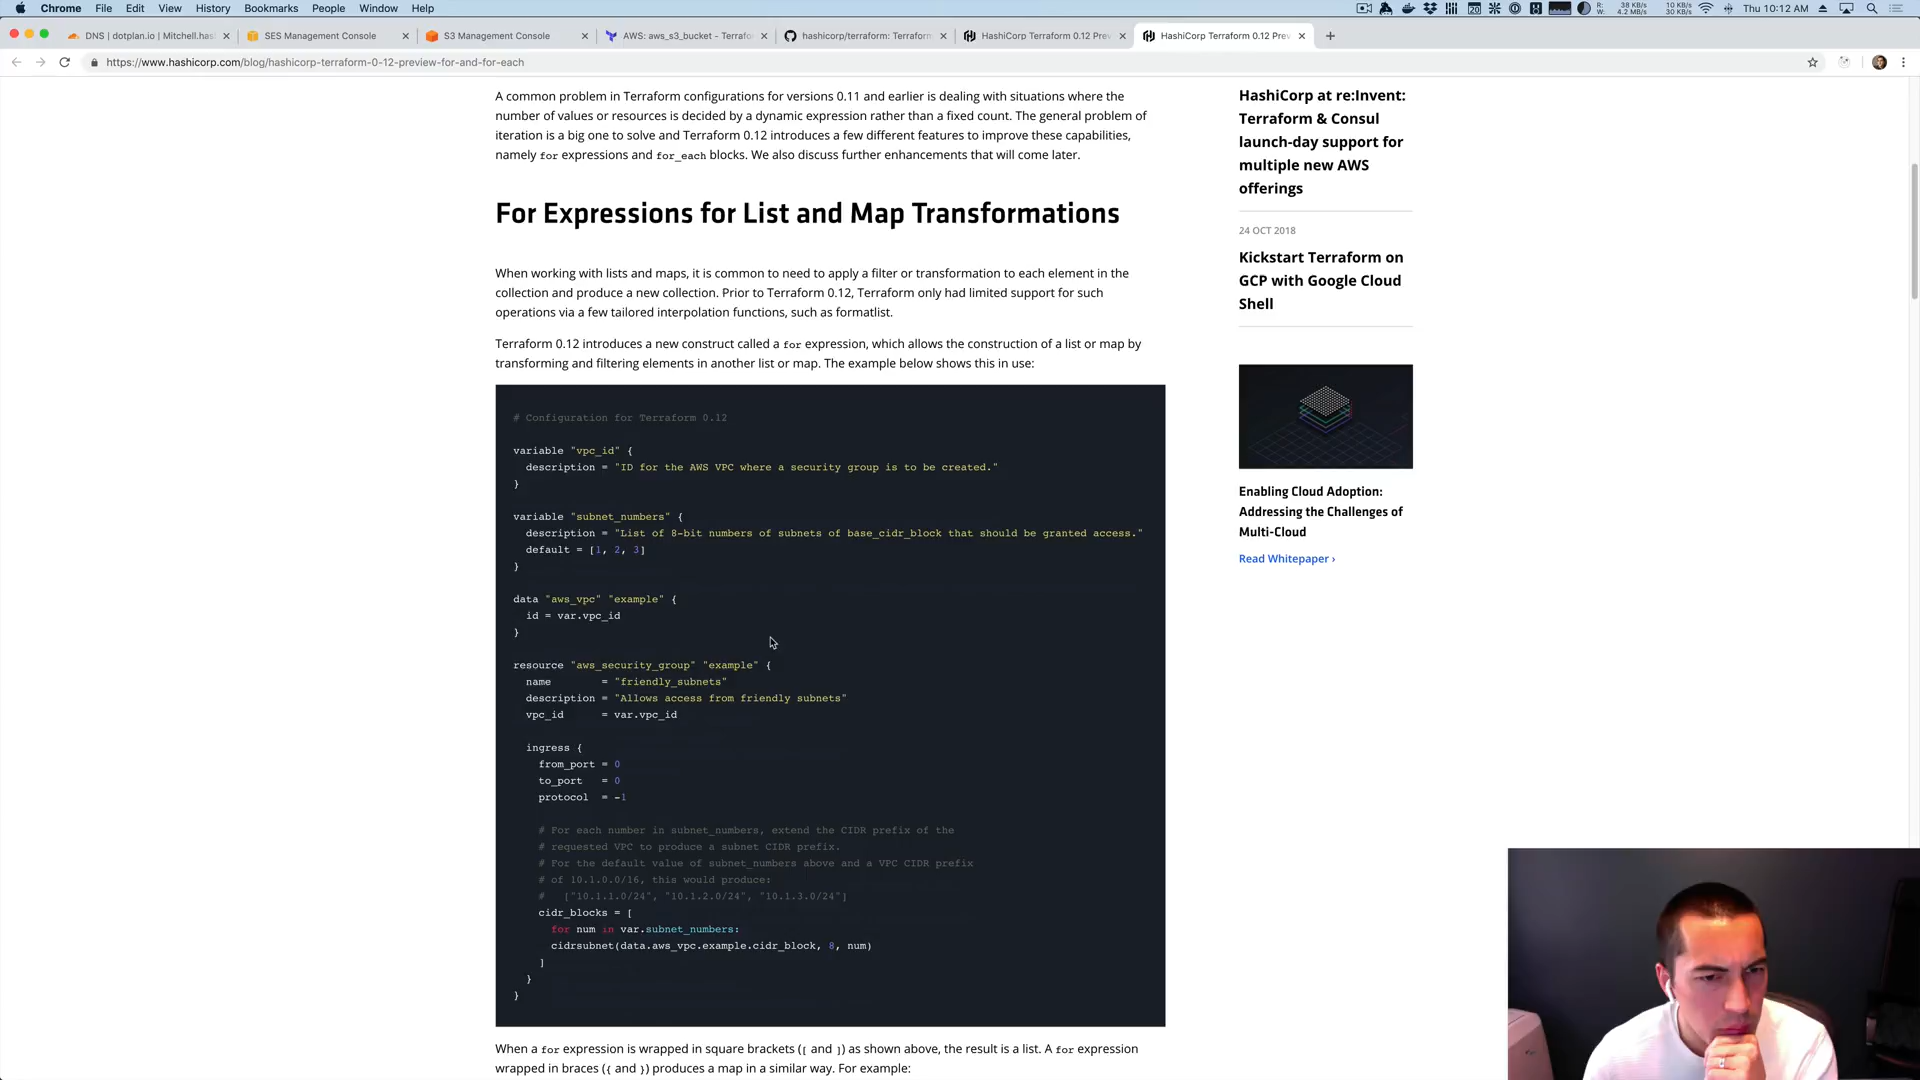 Chrome File Edit View History Bookmarks People Window Help
20
R: 38 KB/s
W: 4.2 MB/s
10 KB/s
30 KB/s
Thu 10:12 AM
DNS | dotplan.io | Mitchell.has
SES Management Console
S3 Management Console
AWS: aws_s3_bucket - Terrafo
hashicorp/terraform: Terraform
HashiCorp Terraform 0.12 Prev
HashiCorp Terraform 0.12 Prev
https://www.hashicorp.com/blog/hashicorp-terraform-0-12-preview-for-and-for-each
A common problem in Terraform configurations for versions 0.11 and earlier is dealing with situations where the
number of values or resources is decided by a dynamic expression rather than a fixed count. The general problem of
iteration is a big one to solve and Terraform 0.12 introduces a few different features to improve these capabilities,
namely for expressions and for_each blocks. We also discuss further enhancements that will come later.
For Expressions for List and Map Transformations
When working with lists and maps, it is common to need to apply a filter or transformation to each element in the
collection and produce a new collection. Prior to Terraform 0.12, Terraform only had limited support for such
operations via a few tailored interpolation functions, such as formatlist.
Terraform 0.12 introduces a new construct called a for expression, which allows the construction of a list or map by
transforming and filtering elements in another list or map. The example below shows this in use:
# Configuration for Terraform 0.12
variable "vpc_id" {
description = "ID for the AWS VPC where a security group is to be created."
}
variable "subnet_numbers" {
description = "List of 8-bit numbers of subnets of base_cidr_block that should be granted access."
default = [1, 2, 3]
}
data "aws_vpc" "example" {
id = var.vpc_id
}
resource "aws_security_group" "example" {
name = "friendly_subnets"
description = "Allows access from friendly subnets"
vpc_id = var.vpc_id
ingress {
from_port = 0
to_port = 0
protocol = -1
# For each number in subnet_numbers, extend the CIDR prefix of the
# requested VPC to produce a subnet CIDR prefix.
# For the default value of subnet_numbers above and a VPC CIDR prefix
# of 10.1.0.0/16, this would produce:
# ["10.1.1.0/24", "10.1.2.0/24", "10.1.3.0/24"]
cidr_blocks = [
for num in var.subnet_numbers:
cidrsubnet(data.aws_vpc.example.cidr_block, 8, num)
]
}
}
When a for expression is wrapped in square brackets ([ and ]) as shown above, the result is a list. A for expression
wrapped in braces ({ and }) produces a map in a similar way. For example:
HashiCorp at re:Invent:
Terraform & Consul
launch-day support for
multiple new AWS
offerings
24 OCT 2018
Kickstart Terraform on
GCP with Google Cloud
Shell
Enabling Cloud Adoption:
Addressing the Challenges of
Multi-Cloud
Read Whitepaper ›